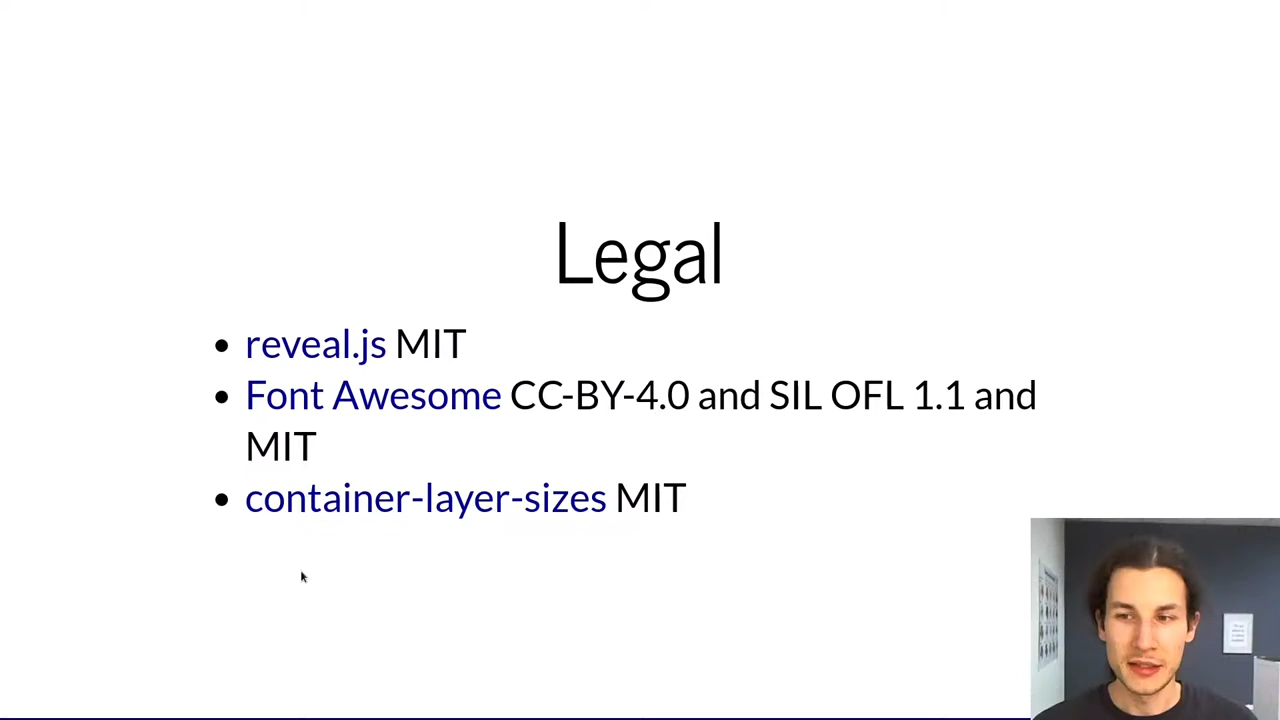 Legal
• reveal.js MIT
• Font Awesome CC-BY-4.0 and SIL OFL 1.1 and
MIT
• container-layer-sizes MIT